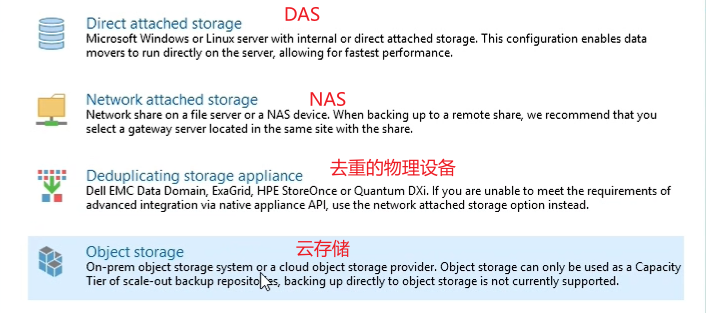 Direct attached storage DAS
Microsoft Windows or Linux server with internal or direct attached storage. This configuration enables data
movers to run directly on the server, allowing for fastest performance.
Network attached storage NAS
Network share on a file server or a NAS device. When backing up to a remote share, we recommend that you
select a gateway server located in the same site with the share.
Deduplicating storage appliance 去重的物理设备
Dell EMC Data Domain, ExaGrid, HPE StoreOnce or Quantum DXi. If you are unable to meet the requirements of
advanced integration via native appliance API, use the network attached storage option instead.
Object storage 云存储
On-prem object storage system or a cloud object storage provider. Object storage can only be used as a Capacity
Tier of scale-out backup repositories, backing up directly to object storage is not currently supported.